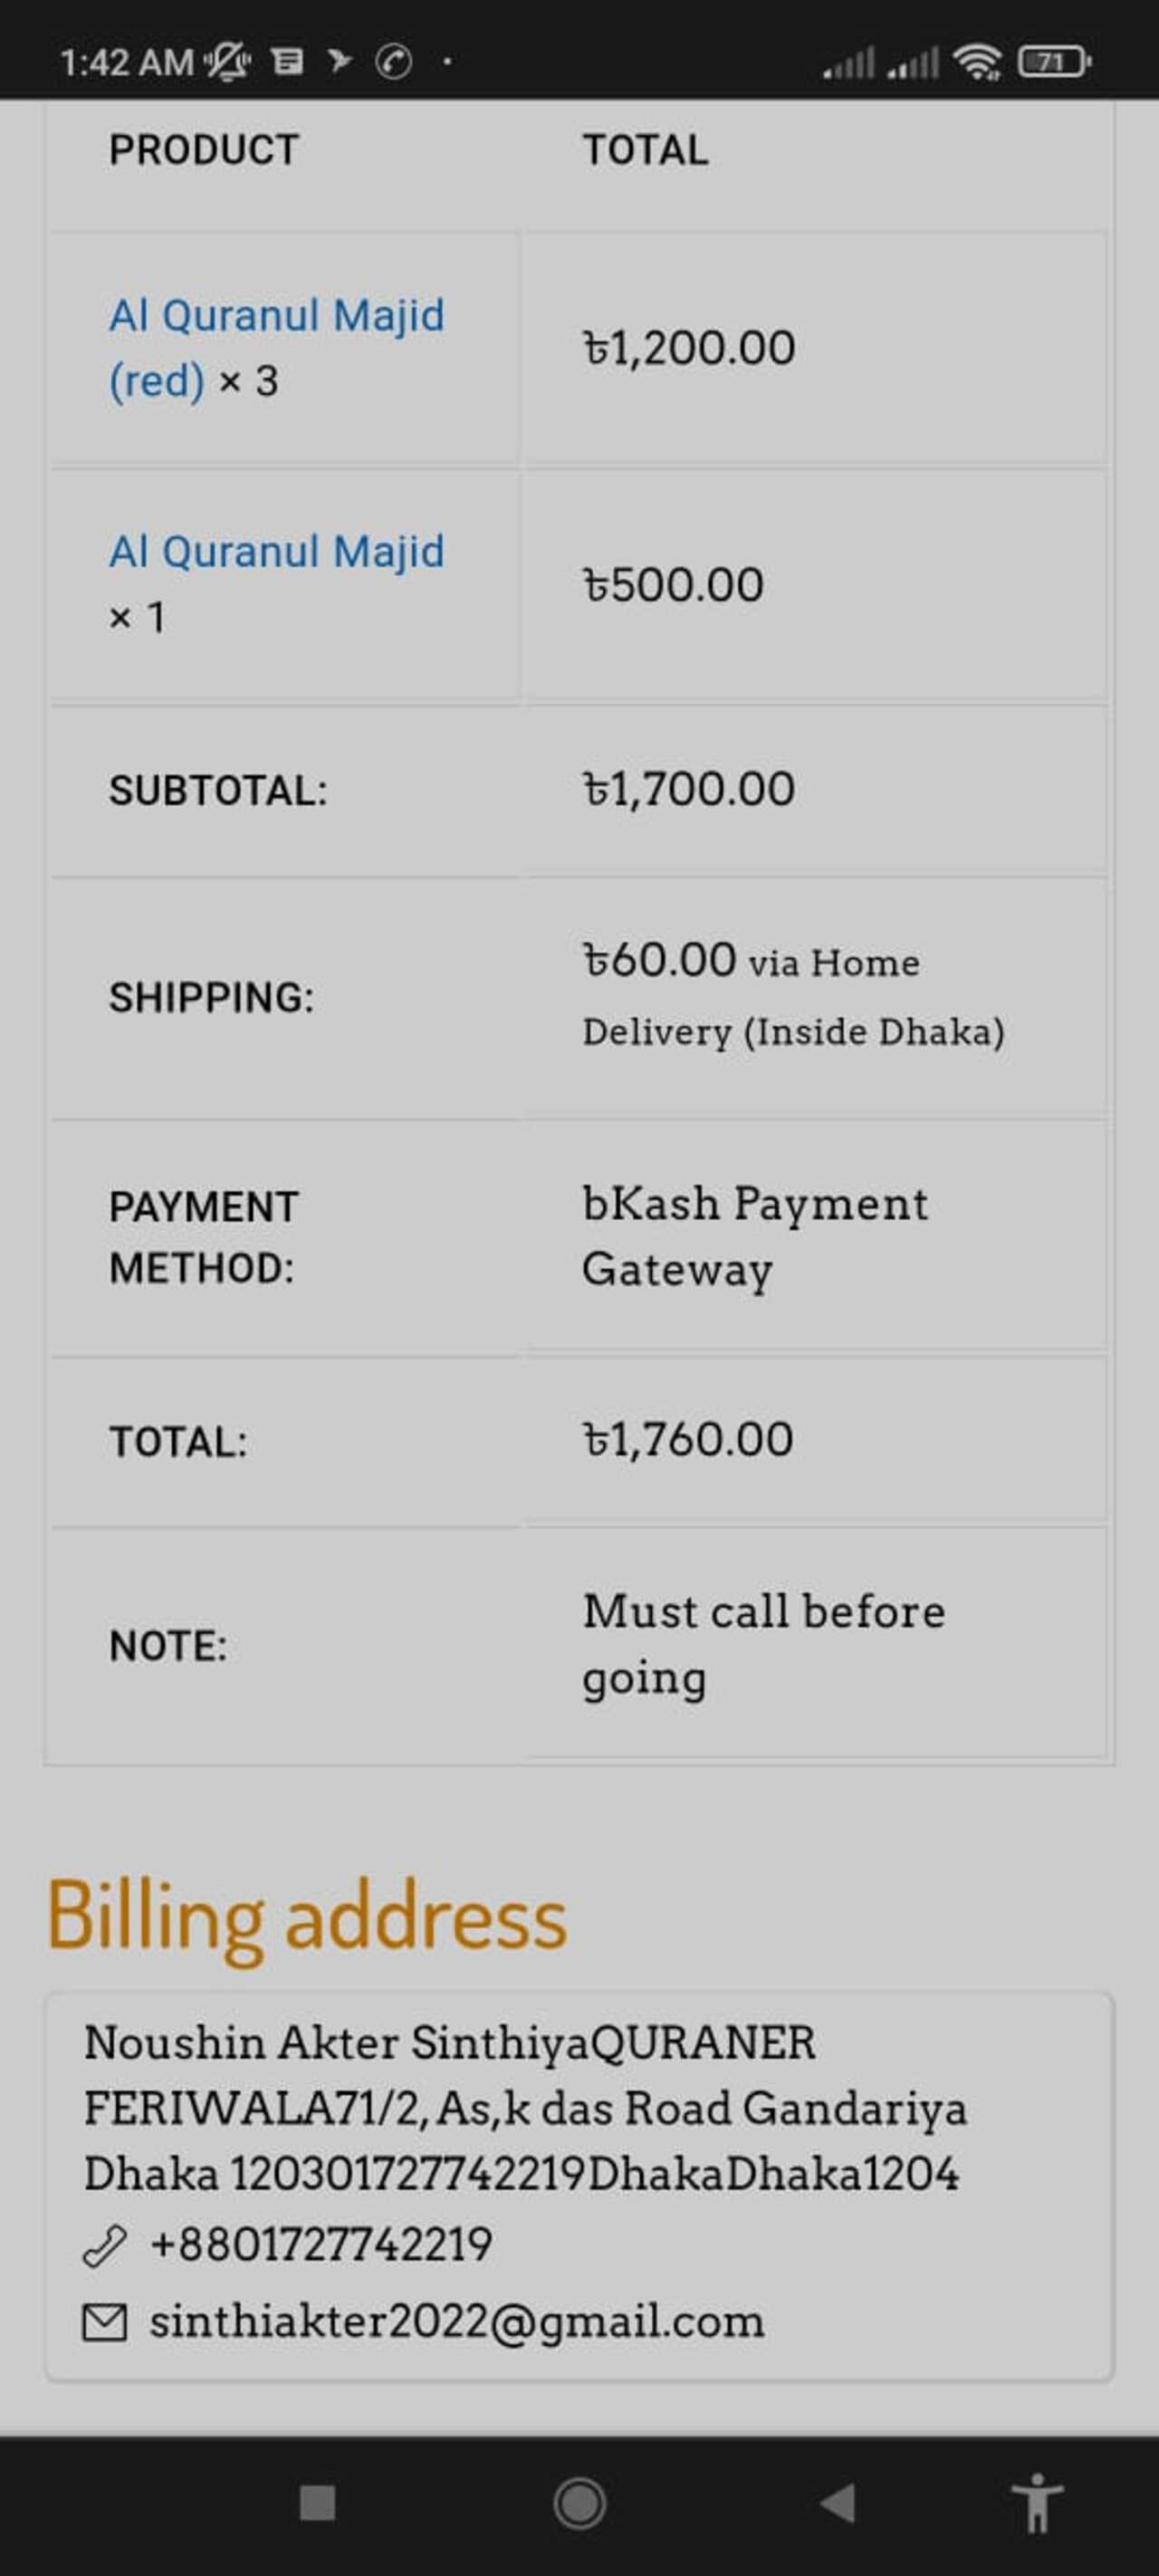 1:42 AM
71
PRODUCT TOTAL
Al Quranul Majid
(red) × 3
৳1,200.00
Al Quranul Majid
× 1
৳500.00
SUBTOTAL: ৳1,700.00
SHIPPING:
৳60.00 via Home
Delivery (Inside Dhaka)
PAYMENT
METHOD:
bKash Payment
Gateway
TOTAL: ৳1,760.00
NOTE:
Must call before
going
Billing address
Noushin Akter SinthiyaQURANER
FERIWALA71/2,As,k das Road Gandariya
Dhaka 120301727742219DhakaDhaka1204
+8801727742219
sinthiakter2022@gmail.com